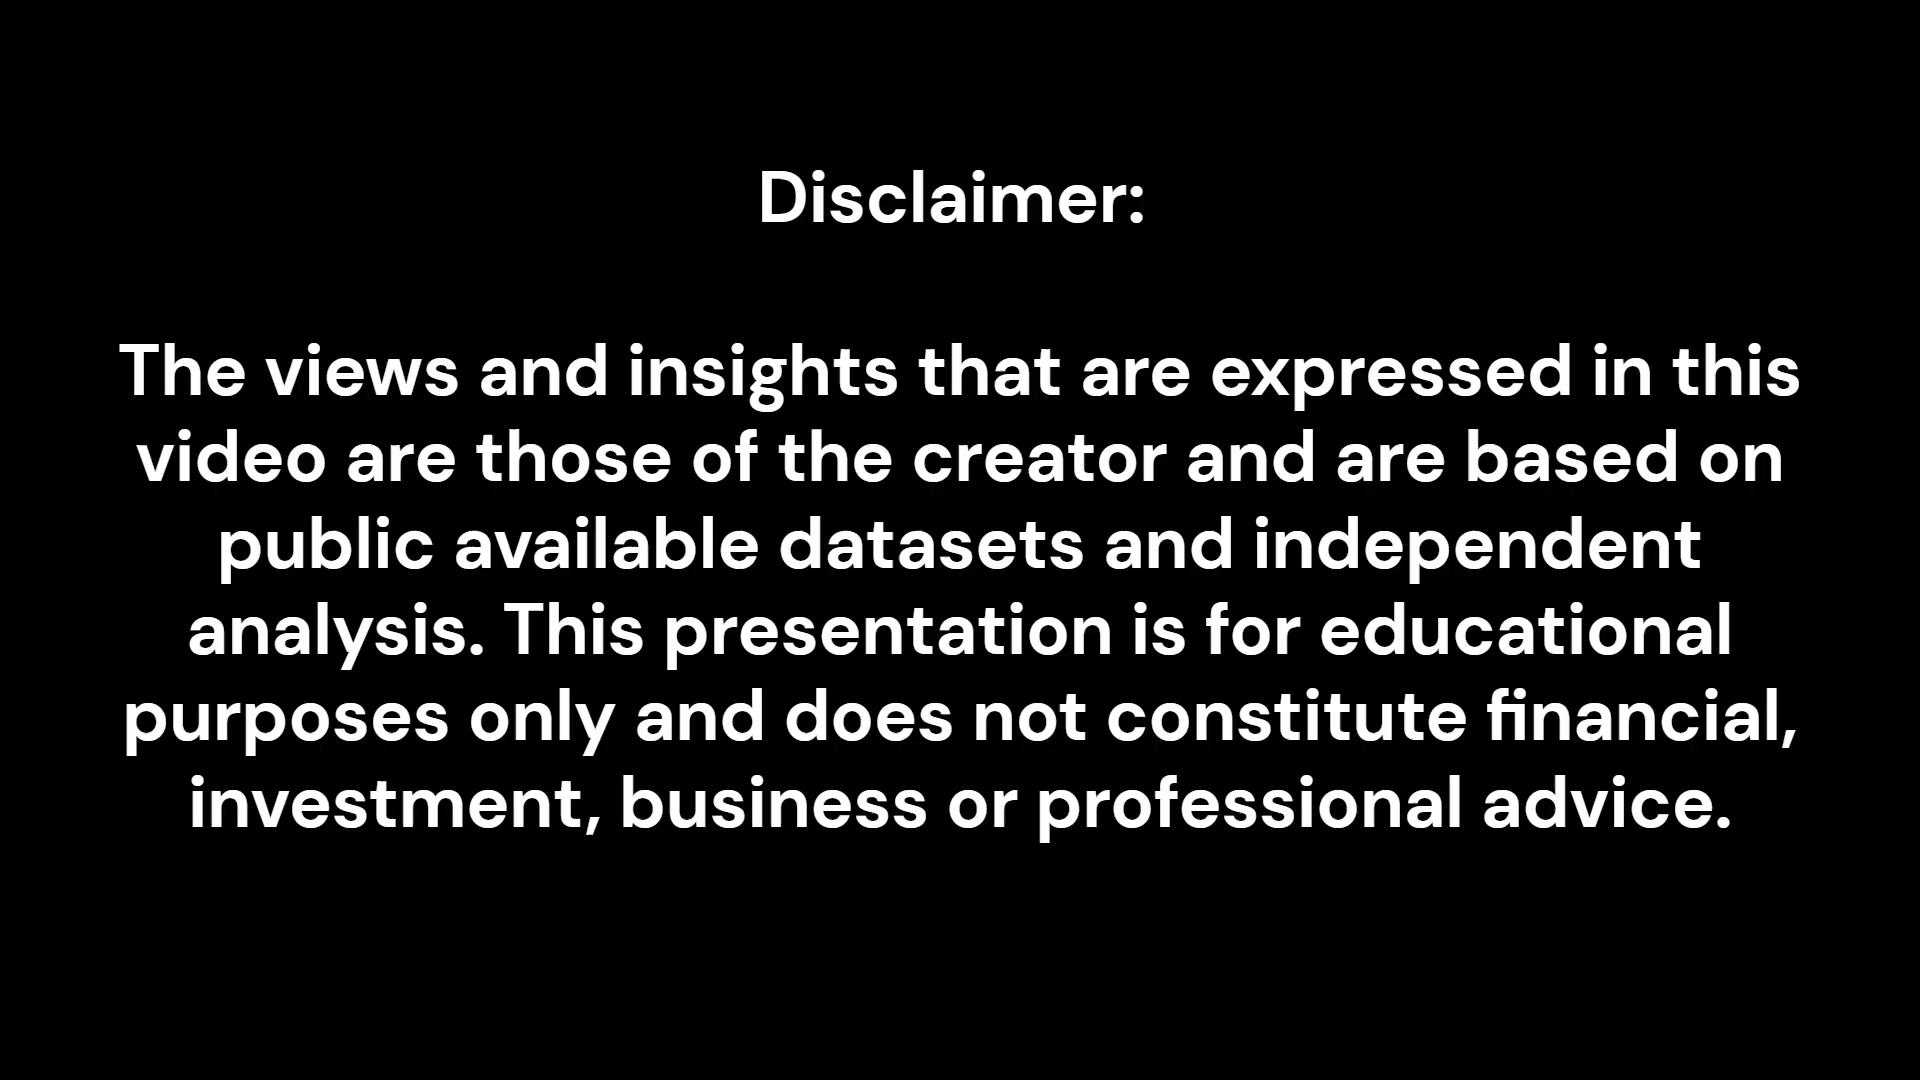 Disclaimer:
The views and insights that are expressed in this
video are those of the creator and are based on
public available datasets and independent
analysis. This presentation is for educational
purposes only and does not constitute financial,
investment, business or professional advice.